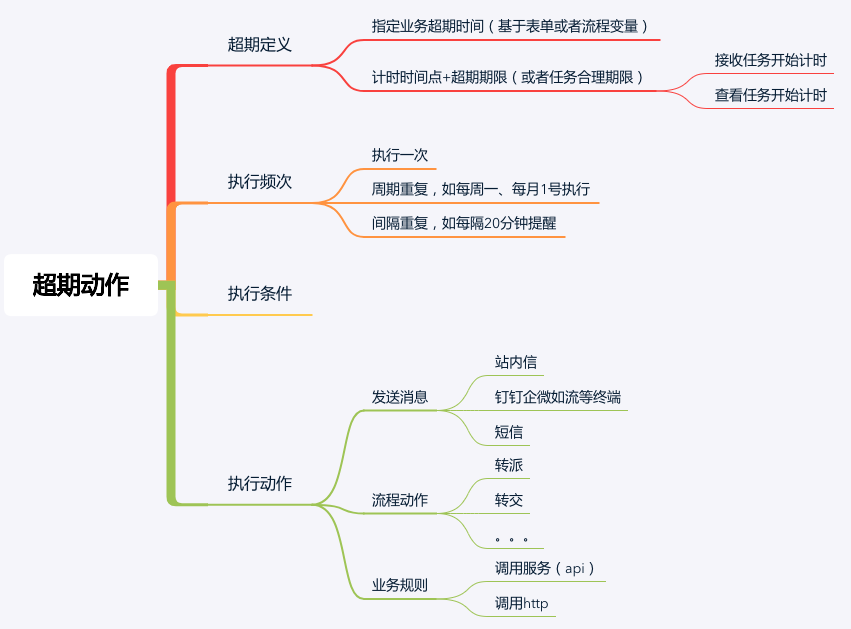 超期动作
超期定义
指定业务超期时间（基于表单或者流程变量）
计时时间点+超期期限（或者任务合理期限）
接收任务开始计时
查看任务开始计时
执行频次
执行一次
周期重复，如每周一、每月1号执行
间隔重复，如每隔20分钟提醒
执行条件
执行动作
发送消息
站内信
钉钉企微如流等终端
短信
流程动作
转派
转交
。。。
业务规则
调用服务（api）
调用http